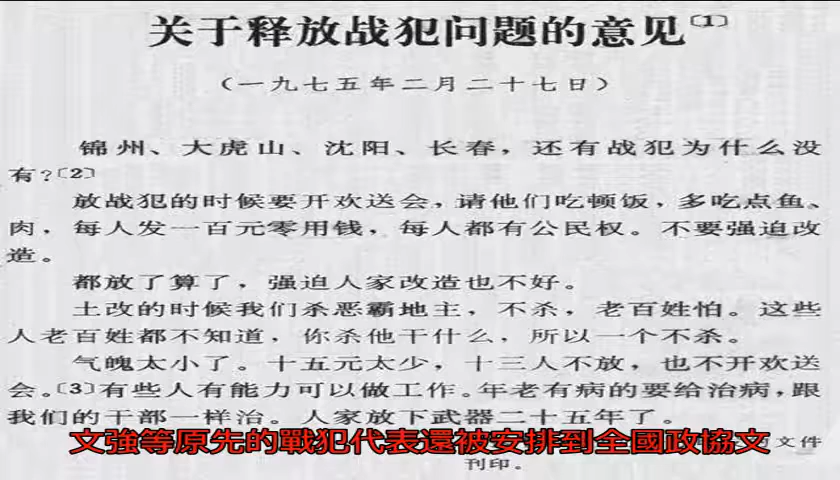 关于释放战犯问题的意见〔1〕
（一九七五年二月二十七日）
锦州、大虎山、沈阳、长春，还有战犯为什么没
有？〔2〕
放战犯的时候要开欢送会，请他们吃顿饭，多吃点鱼、
肉，每人发一百元零用钱，每人都有公民权。不要强迫改
造。
都放了算了，强迫人家改造也不好。
土改的时候我们杀恶霸地主，不杀，老百姓怕。这些
人老百姓都不知道，你杀他干什么，所以一个不杀。
气魄太小了。十五元太少，十三人不放，也不开欢送
会。〔3〕有些人有能力可以做工作。年老有病的要给治病，跟
我们的干部一样治。人家放下武器二十五年了。
文強等原先的戰犯代表還被安排到全國政協文
文件
刊印。